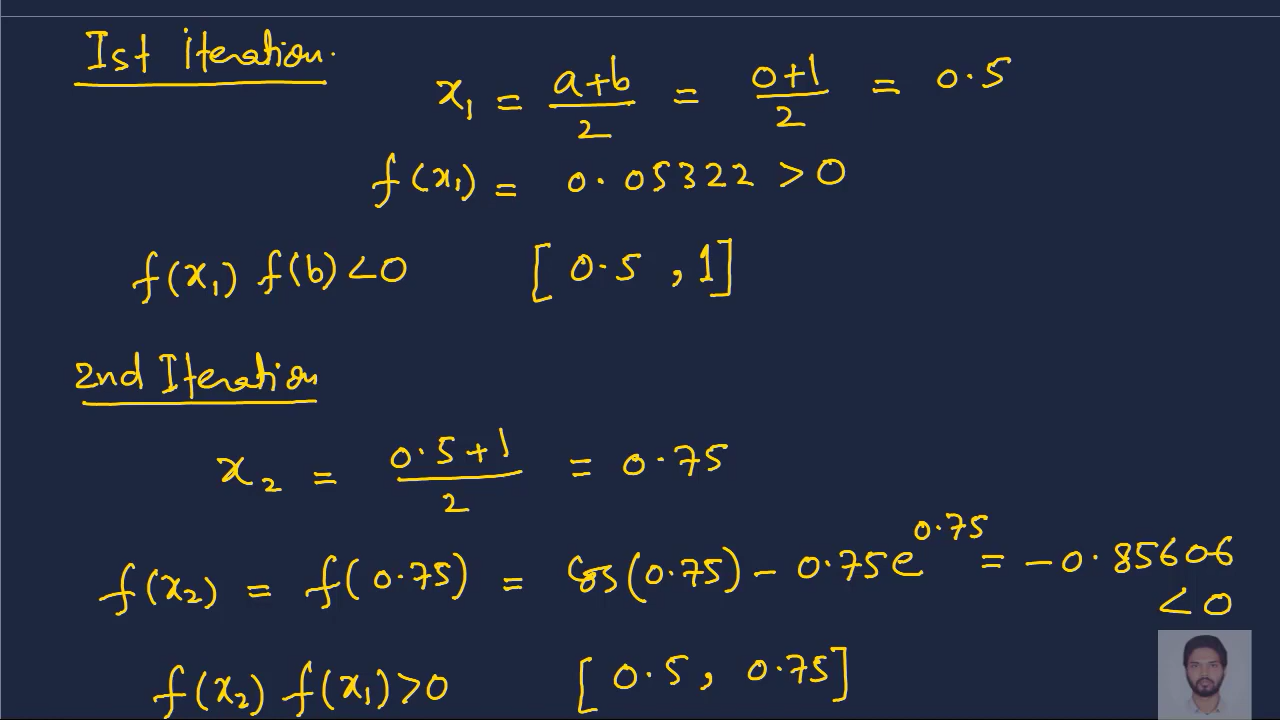 Ist iteration.
x₁ = (a+b)/2 = (0+1)/2 = 0.5
f(x₁) = 0.05322 > 0
f(x₁) f(b) < 0 [0.5, 1]
2nd Iteration
x₂ = (0.5+1)/2 = 0.75
f(x₂) = f(0.75) = cos(0.75) - 0.75e^0.75 = -0.85606
< 0
f(x₂) f(x₁) > 0 [0.5, 0.75]